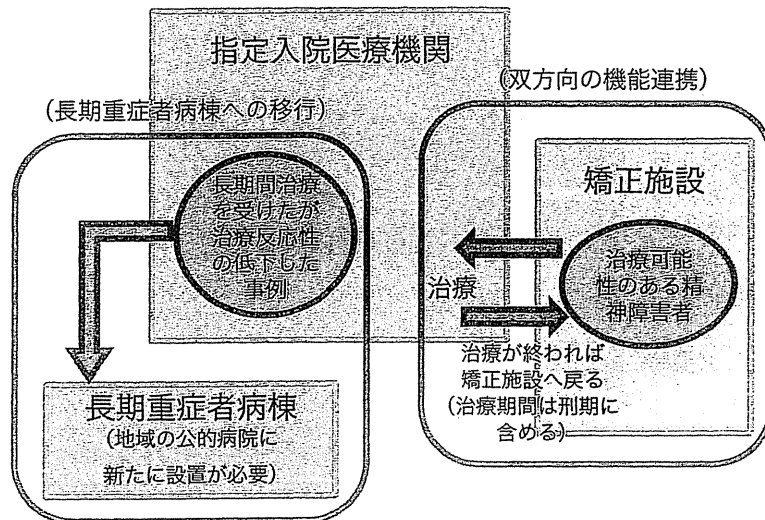 指定入院医療機関
(双方向の機能連携)
(長期重症者病棟への移行)
長期間治療
を受けたが
治療反応性
の低下した
事例
矯正施設
治療可能
性のある精
神障害者
治療
治療が終われば
矯正施設へ戻る
(治療期間は刑期に
含める)
長期重症者病棟
(地域の公的病院に
新たに設置が必要)